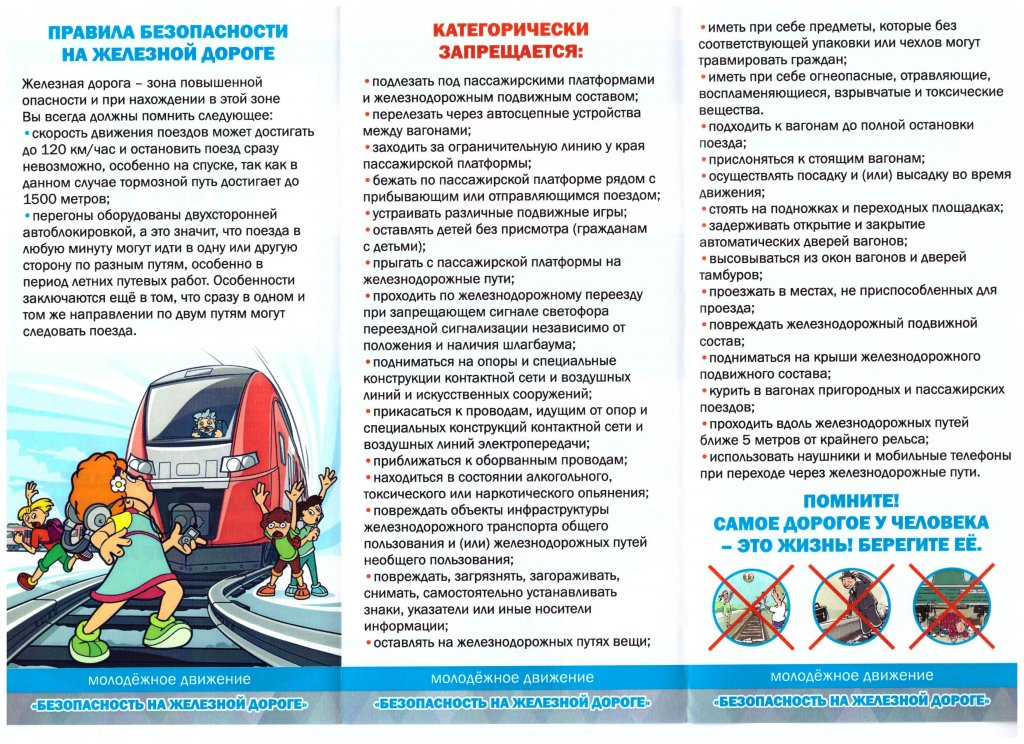 ПРАВИЛА БЕЗОПАСНОСТИ
НА ЖЕЛЕЗНОЙ ДОРОГЕ
Железная дорога – зона повышенной
опасности и при нахождении в этой зоне
Вы всегда должны помнить следующее:
•скорость движения поездов может достигать
до 120 км/час и остановить поезд сразу
невозможно, особенно на спуске, так как в
данном случае тормозной путь достигает до
1500 метров;
•перегоны оборудованы двухсторонней
автоблокировкой, а это значит, что поезда в
любую минуту могут идти в одну или другую
сторону по разным путям, особенно в
период летних путевых работ. Особенности
заключаются ещё в том, что сразу в одном и
том же направлении по двум путям могут
следовать поезда.
молодёжное движение
«БЕЗОПАСНОСТЬ НА ЖЕЛЕЗНОЙ ДОРОГЕ»
КАТЕГОРИЧЕСКИ
ЗАПРЕЩАЕТСЯ:
•подлезать под пассажирскими платформами
и железнодорожным подвижным составом;
•перелезать через автосцепные устройства
между вагонами;
•заходить за ограничительную линию у края
пассажирской платформы;
•бежать по пассажирской платформе рядом с
прибывающим или отправляющимся поездом;
•устраивать различные подвижные игры;
•оставлять детей без присмотра (гражданам
с детьми);
•прыгать с пассажирской платформы на
железнодорожные пути;
•проходить по железнодорожному переезду
при запрещающем сигнале светофора
переездной сигнализации независимо от
положения и наличия шлагбаума;
•подниматься на опоры и специальные
конструкции контактной сети и воздушных
линий и искусственных сооружений;
•прикасаться к проводам, идущим от опор и
специальных конструкций контактной сети и
воздушных линий электропередачи;
•приближаться к оборванным проводам;
•находиться в состоянии алкогольного,
токсического или наркотического опьянения;
•повреждать объекты инфраструктуры
железнодорожного транспорта общего
пользования и (или) железнодорожных путей
необщего пользования;
•повреждать, загрязнять, загораживать,
снимать, самостоятельно устанавливать
знаки, указатели или иные носители
информации;
•оставлять на железнодорожных путях вещи;
молодёжное движение
«БЕЗОПАСНОСТЬ НА ЖЕЛЕЗНОЙ ДОРОГЕ»
•иметь при себе предметы, которые без
соответствующей упаковки или чехлов могут
травмировать граждан;
•иметь при себе огнеопасные, отравляющие,
воспламеняющиеся, взрывчатые и токсические
вещества.
•подходить к вагонам до полной остановки
поезда;
•прислоняться к стоящим вагонам;
•осуществлять посадку и (или) высадку во время
движения;
•стоять на подножках и переходных площадках;
•задерживать открытие и закрытие
автоматических дверей вагонов;
•высовываться из окон вагонов и дверей
тамбуров;
•проезжать в местах, не приспособленных для
проезда;
•повреждать железнодорожный подвижной
состав;
•подниматься на крыши железнодорожного
подвижного состава;
•курить в вагонах пригородных и пассажирских
поездов;
•проходить вдоль железнодорожных путей
ближе 5 метров от крайнего рельса;
•использовать наушники и мобильные телефоны
при переходе через железнодорожные пути.
ПОМНИТЕ!
САМОЕ ДОРОГОЕ У ЧЕЛОВЕКА
– ЭТО ЖИЗНЬ! БЕРЕГИТЕ ЕЁ.
молодёжное движение
«БЕЗОПАСНОСТЬ НА ЖЕЛЕЗНОЙ ДОРОГЕ»